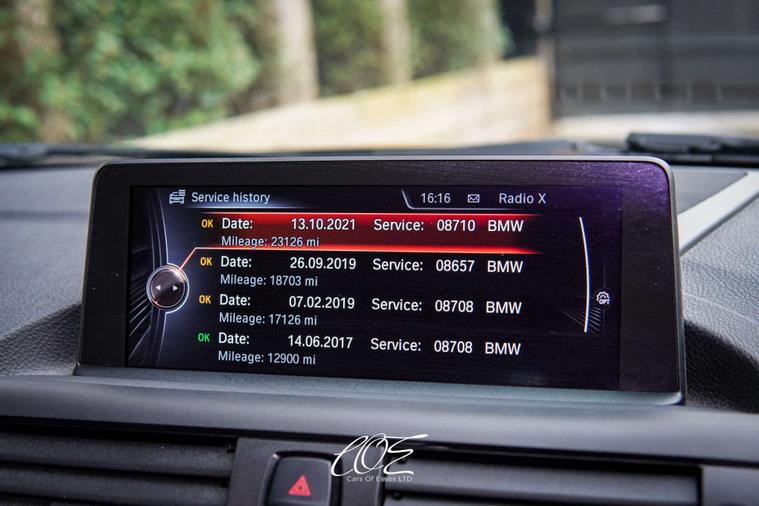 Service history 16:16 Radio X
OK Date: 13.10.2021 Service: 08710 BMW
Mileage: 23126 mi
OK Date: 26.09.2019 Service: 08657 BMW
Mileage: 18703 mi
OPT
OK Date: 07.02.2019 Service: 08708 BMW
Mileage: 17126 mi
OK Date: 14.06.2017 Service: 08708 BMW
Mileage: 12900 mi
COE
Cars Of Essex LTD